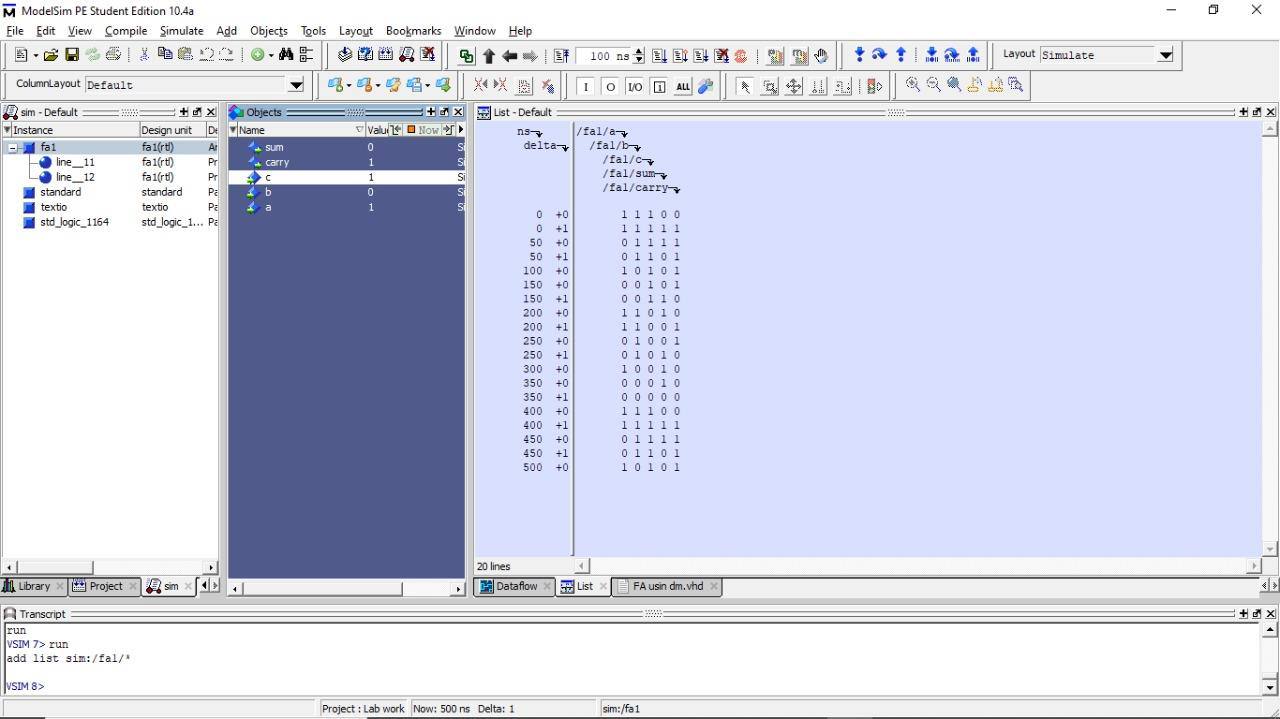 ModelSim PE Student Edition 10.4a
File Edit View Compile Simulate Add Objects Tools Layout Bookmarks Window Help
100 ns
Layout Simulate
ColumnLayout Default
I O I/O ALL
sim - Default
Instance Design unit De
fa1 fa1(rtl) Ar
line__11 fa1(rtl) Pr
line__12 fa1(rtl) Pr
standard standard Pa
textio textio Pa
std_logic_1164 std_logic_1... Pa
Objects
Name Valu Now
sum 0 Si
carry 1 Si
c 1 Si
b 0 Si
a 1 Si
List - Default
ns
delta
/fa1/a
/fa1/b
/fa1/c
/fa1/sum
/fa1/carry
0 +0 1 1 1 0 0
0 +1 1 1 1 1 1
50 +0 0 1 1 1 1
50 +1 0 1 1 0 1
100 +0 1 0 1 0 1
150 +0 0 0 1 0 1
150 +1 0 0 1 1 0
200 +0 1 1 0 1 0
200 +1 1 1 0 0 1
250 +0 0 1 0 0 1
250 +1 0 1 0 1 0
300 +0 1 0 0 1 0
350 +0 0 0 0 1 0
350 +1 0 0 0 0 0
400 +0 1 1 1 0 0
400 +1 1 1 1 1 1
450 +0 0 1 1 1 1
450 +1 0 1 1 0 1
500 +0 1 0 1 0 1
20 lines
Library Project sim
Dataflow List FA usin dm.vhd
Transcript
run
VSIM 7> run
add list sim:/fa1/*
VSIM 8>
Project : Lab work Now: 500 ns Delta: 1 sim:/fa1